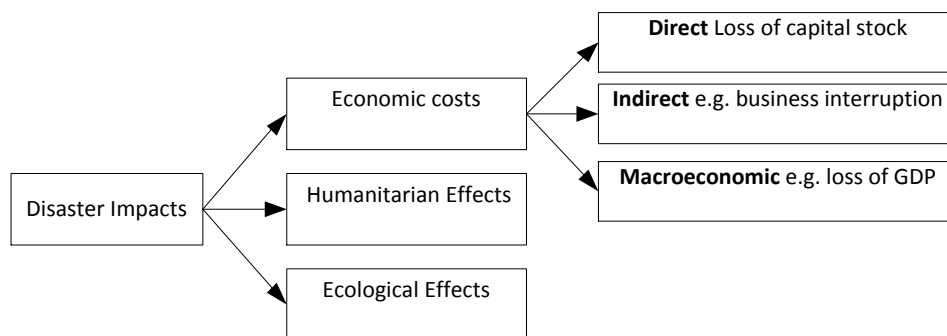 Direct Loss of capital stock
Economic costs
Indirect e.g. business interruption
Macroeconomic e.g. loss of GDP
Humanitarian Effects
Disaster Impacts
Ecological Effects